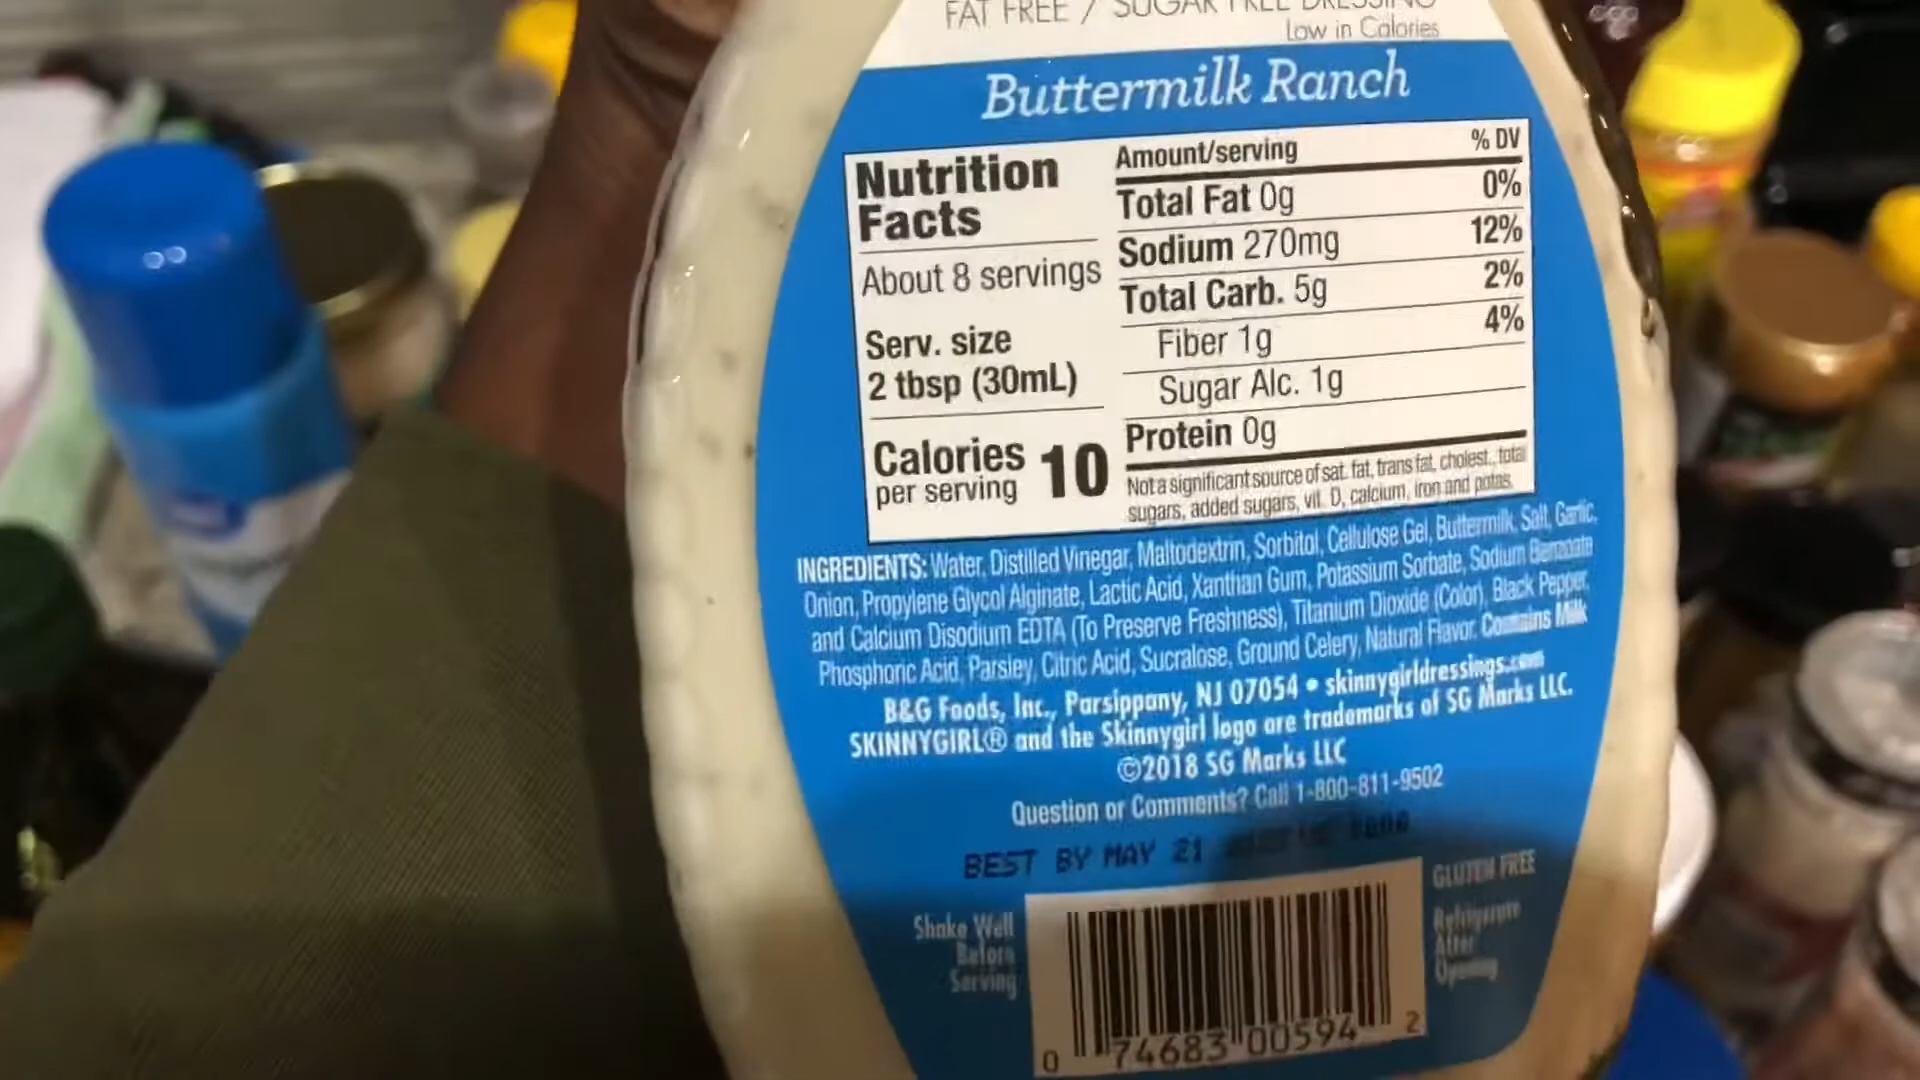 FAT FREE / SUGAR FREE DRESSING
Low in Calories
Buttermilk Ranch
Nutrition
Facts
About 8 servings
Serv. size
2 tbsp (30mL)
Calories
per serving 10
Amount/serving % DV
Total Fat 0g 0%
Sodium 270mg 12%
Total Carb. 5g 2%
Fiber 1g 4%
Sugar Alc. 1g
Protein 0g
Not a significant source of sat. fat, trans fat, cholest., total
sugars, added sugars, vit. D, calcium, iron and potas.
INGREDIENTS: Water, Distilled Vinegar, Maltodextrin, Sorbitol, Cellulose Gel, Buttermilk, Salt, Garlic,
Onion, Propylene Glycol Alginate, Lactic Acid, Xanthan Gum, Potassium Sorbate, Sodium Benzoate
and Calcium Disodium EDTA (To Preserve Freshness), Titanium Dioxide (Color), Black Pepper,
Phosphoric Acid, Parsley, Citric Acid, Sucralose, Ground Celery, Natural Flavor. Contains Milk
B&G Foods, Inc., Parsippany, NJ 07054 • skinnygirldressings.com
SKINNYGIRL® and the Skinnygirl logo are trademarks of SG Marks LLC.
©2018 SG Marks LLC
Question or Comments? Call 1-800-811-9502
BEST BY MAY 21
GLUTEN FREE
Shake Well
Before
Serving
Refrigerate
After
Opening
0 74683 00594 2